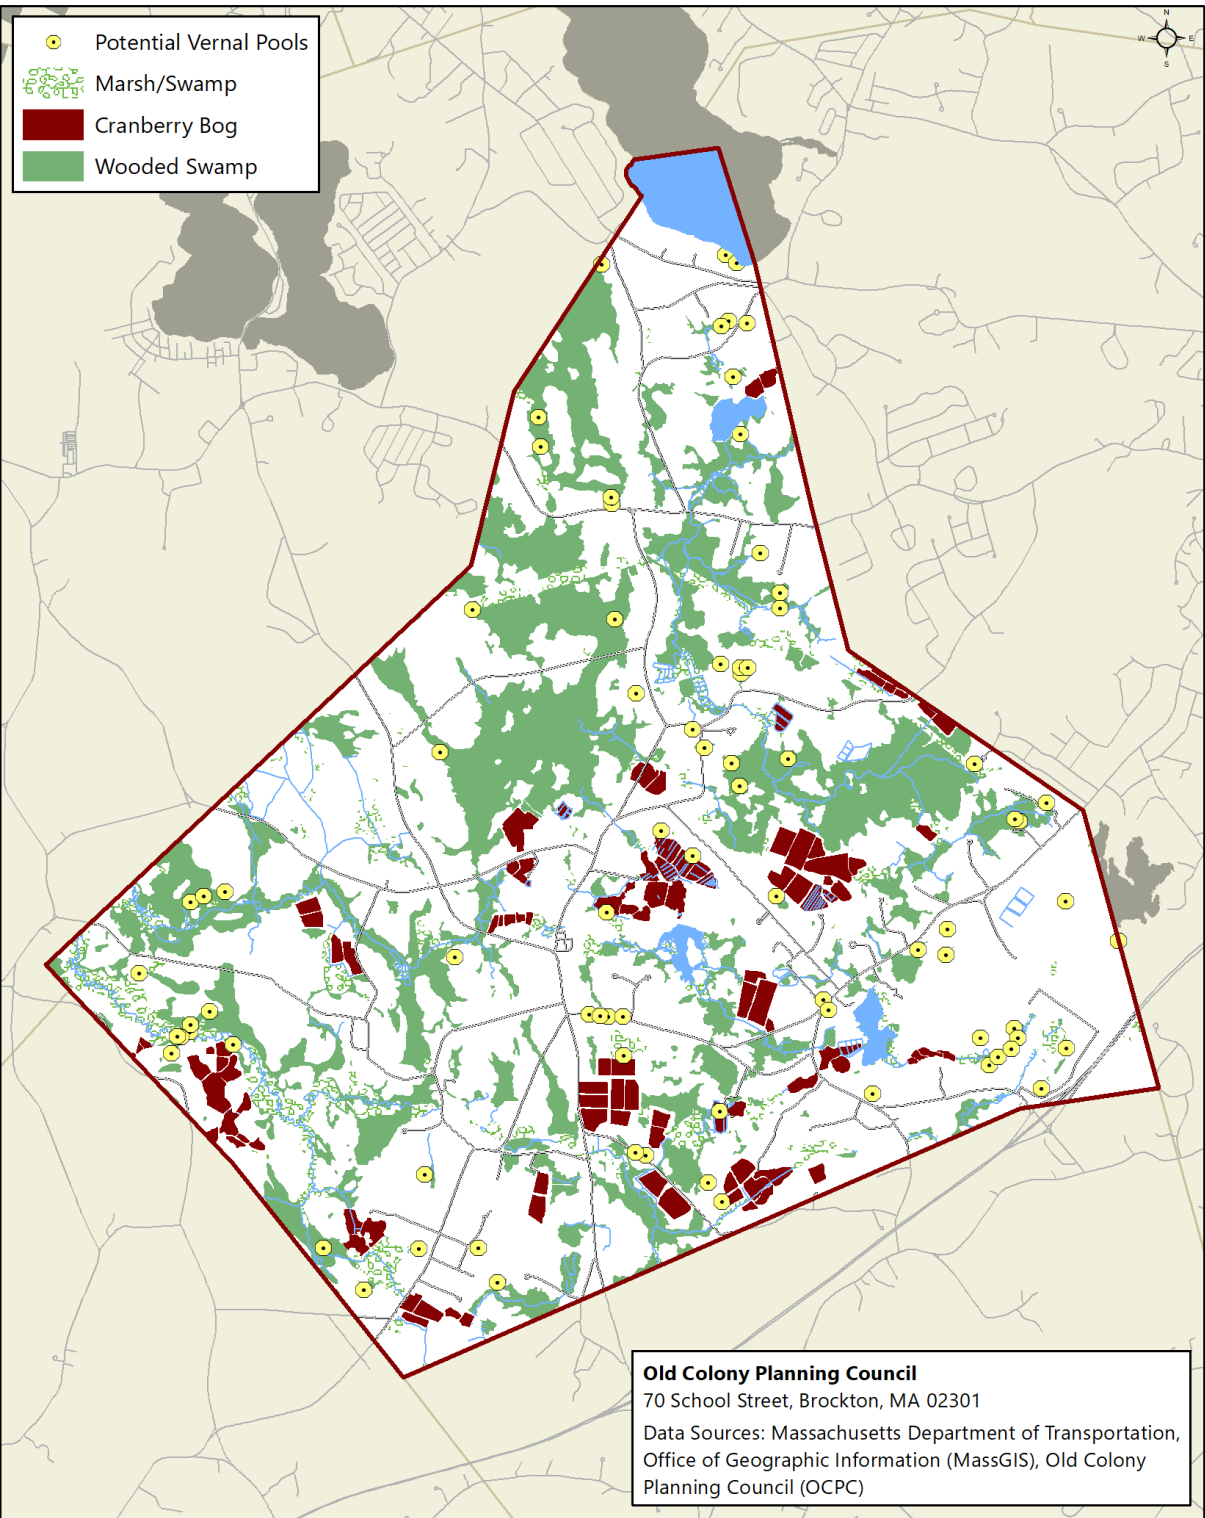 Potential Vernal Pools
Marsh/Swamp
Cranberry Bog
Wooded Swamp
N
W E
S
Old Colony Planning Council
70 School Street, Brockton, MA 02301
Data Sources: Massachusetts Department of Transportation,
Office of Geographic Information (MassGIS), Old Colony
Planning Council (OCPC)